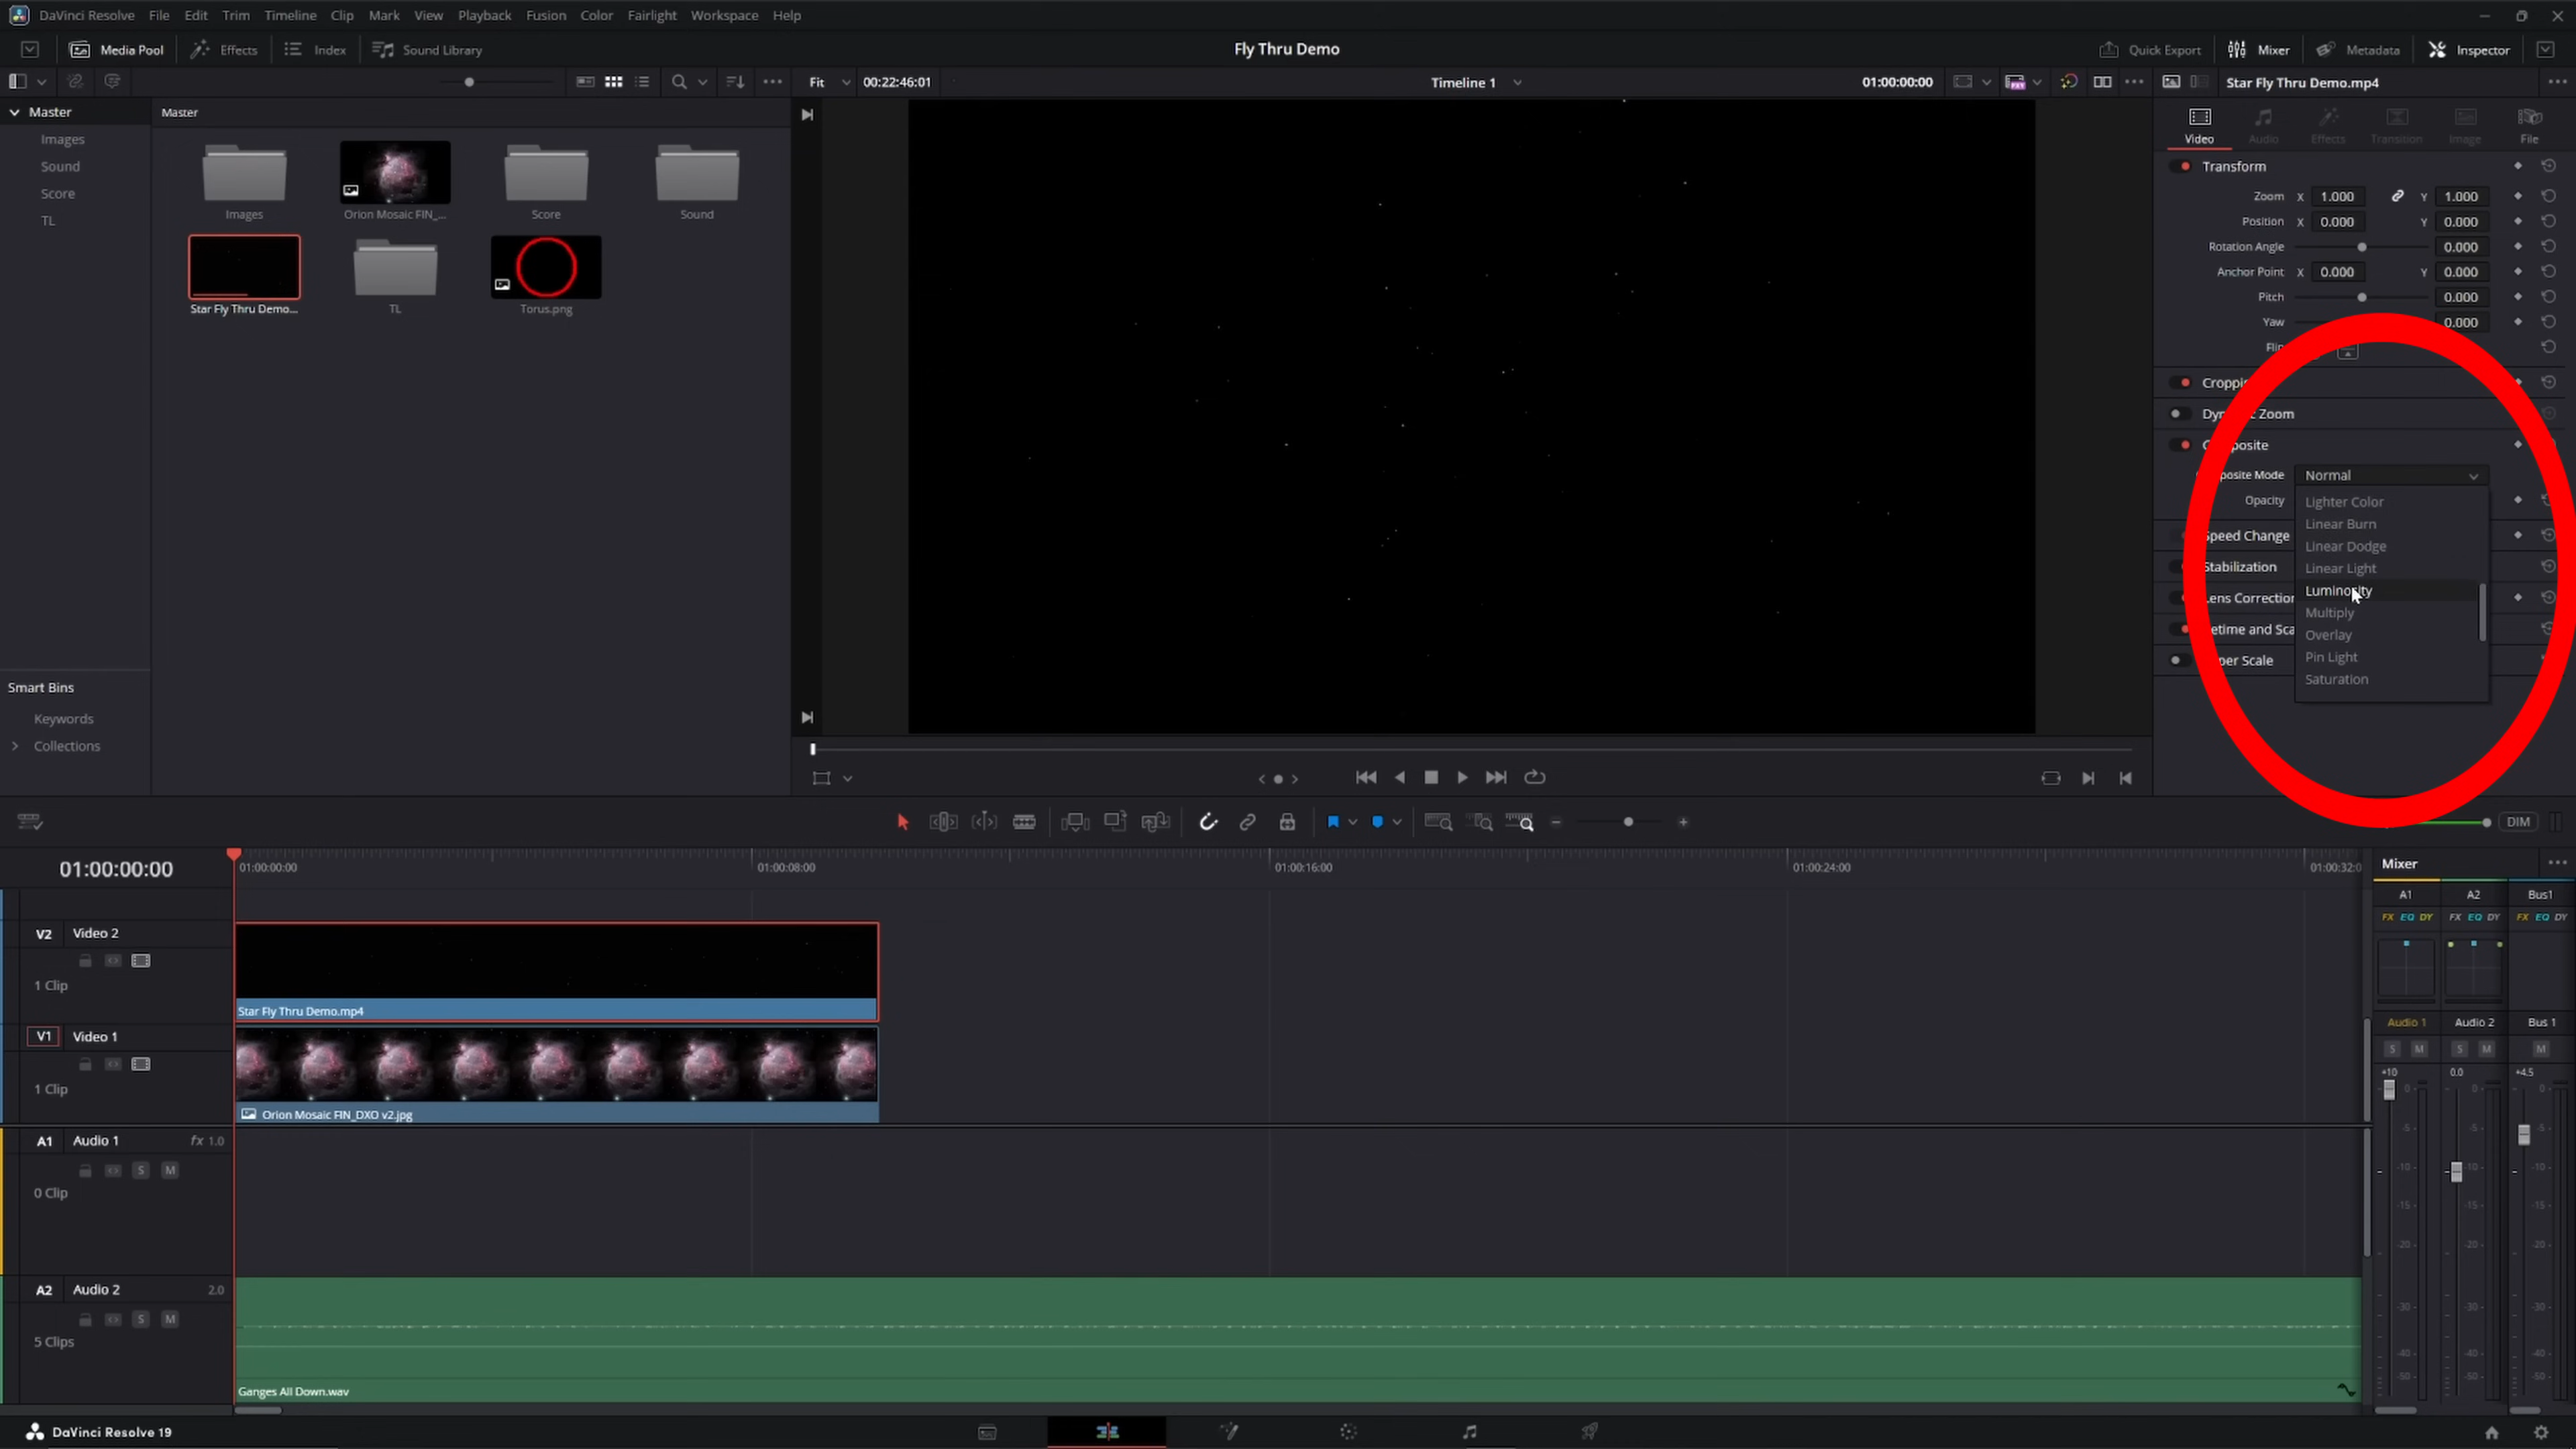 DaVinci Resolve File Edit Trim Timeline Clip Mark View Playback Fusion Color Fairlight Workspace Help
Media Pool Effects Index Sound Library Fly Thru Demo Quick Export Mixer Metadata Inspector
Fit 00:22:46:01 Timeline 1 01:00:00:00 Star Fly Thru Demo.mp4
Master
Images
Sound
Score
TL
Master
Images Orion Mosaic FIN_... Score Sound
Star Fly Thru Demo... TL Torus.png
Smart Bins
Keywords
Collections
Video Audio Effects Transition Image File
Transform
Zoom X 1.000 Y 1.000
Position X 0.000 Y 0.000
Rotation Angle 0.000
Anchor Point X 0.000 Y 0.000
Pitch 0.000
Yaw 0.000
Zoom
Normal
Opacity
Lighter Color
Linear Burn
Speed Change
Linear Dodge
Stabilization
Linear Light
Luminosity
Lens Correction
Multiply
Overlay
Pin Light
Scale
Saturation
DIM
01:00:00:00
01:00:00:00 01:00:08:00 01:00:16:00 01:00:24:00 01:00:32:0
V2 Video 2
1 Clip
Star Fly Thru Demo.mp4
V1 Video 1
1 Clip
Orion Mosaic FIN_DXO v2.jpg
A1 Audio 1 fx 1.0
S M
0 Clip
A2 Audio 2 2.0
S M
5 Clips
Ganges All Down.wav
Mixer
A1 A2 Bus1
FX EQ DY FX EQ DY FX EQ DY
Audio 1 Audio 2 Bus 1
S M S M M
+10 0.0 +4.5
DaVinci Resolve 19